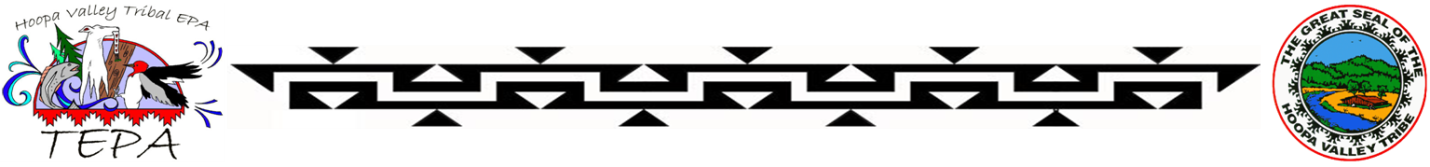 Hoopa Valley Tribal EPA
TEPA
THE GREAT SEAL OF THE
HOOPA VALLEY TRIBE